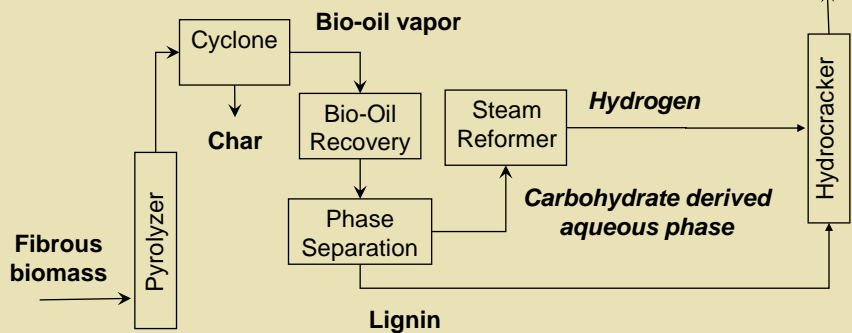 Cyclone
Bio-oil vapor
Char
Bio-Oil
Recovery
Steam
Reformer
Hydrogen
Hydrocracker
Pyrolyzer
Phase
Separation
Carbohydrate derived
aqueous phase
Fibrous
biomass
Lignin